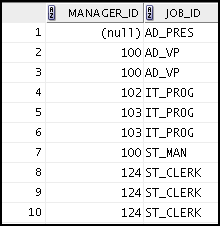 MANAGER_ID JOB_ID
1 (null) AD_PRES
2 100 AD_VP
3 100 AD_VP
4 102 IT_PROG
5 103 IT_PROG
6 103 IT_PROG
7 100 ST_MAN
8 124 ST_CLERK
9 124 ST_CLERK
10 124 ST_CLERK